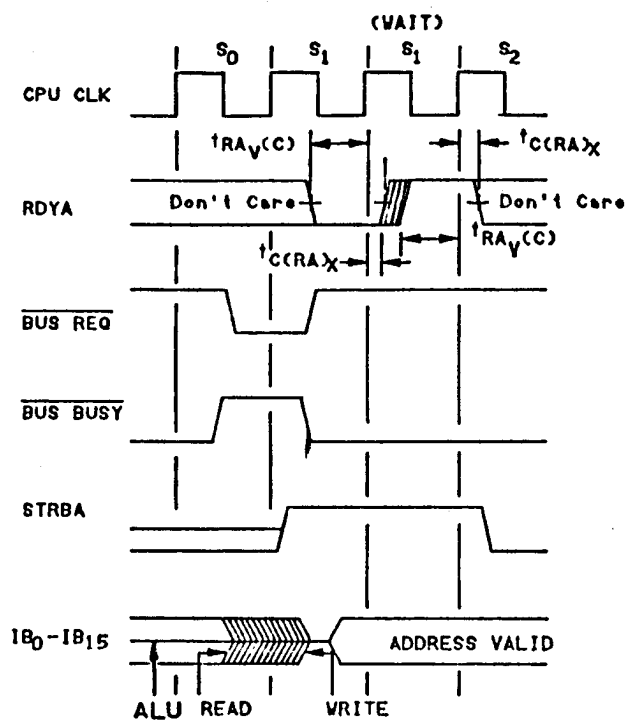 (WAIT)
S0 S1 S1 S2
CPU CLK
tRAV(C)
tC(RA)X
RDYA
Don't Care
Don't Care
tC(RA)X
tRAV(C)
BUS REQ
BUS BUSY
STRBA
IB0-IB15
ADDRESS VALID
ALU READ WRITE